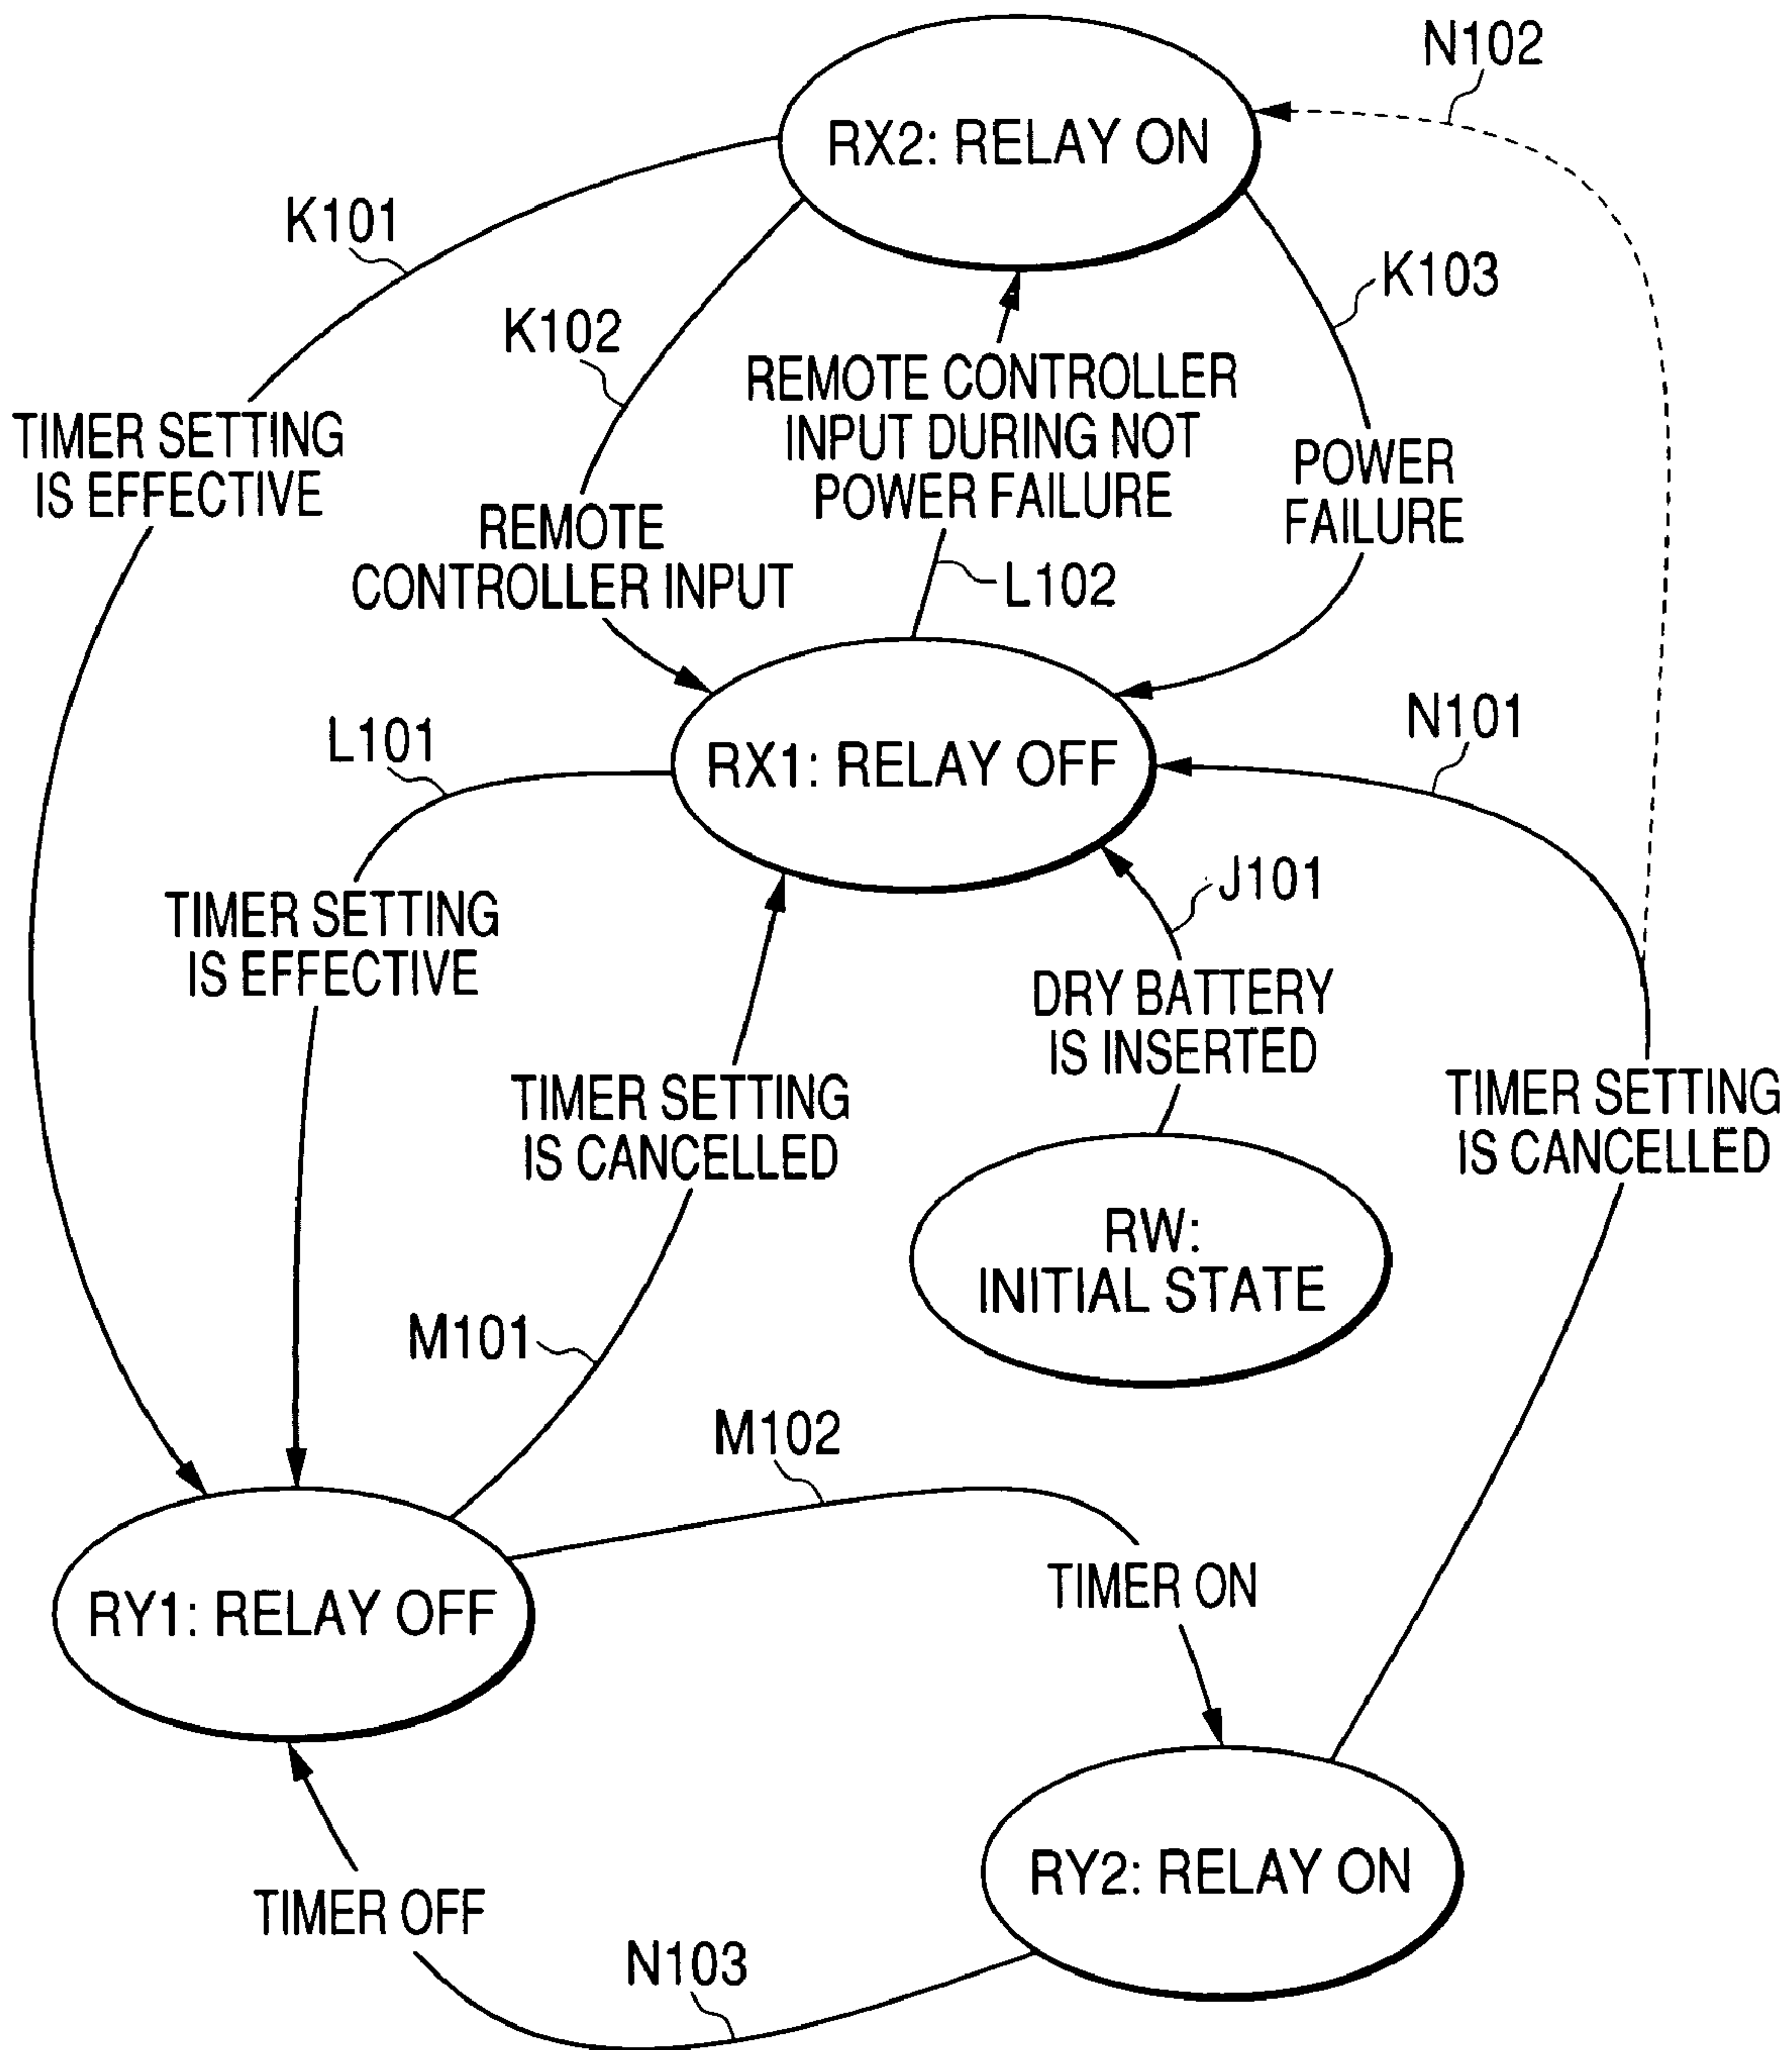 N102
RX2: RELAY ON
K101
K103
K102
REMOTE CONTROLLER
INPUT DURING NOT
POWER FAILURE
TIMER SETTING
IS EFFECTIVE
POWER
FAILURE
REMOTE
CONTROLLER INPUT
L102
N101
L101
RX1: RELAY OFF
J101
TIMER SETTING
IS EFFECTIVE
DRY BATTERY
IS INSERTED
TIMER SETTING
IS CANCELLED
TIMER SETTING
IS CANCELLED
RW:
INITIAL STATE
M101
M102
TIMER ON
RY1: RELAY OFF
RY2: RELAY ON
TIMER OFF
N103